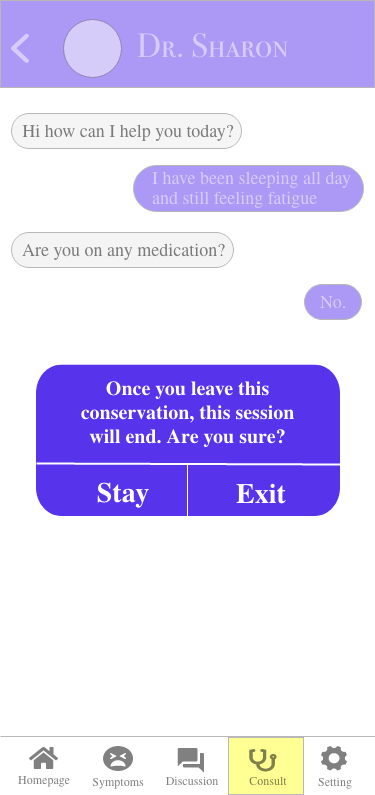 Dr. Sharon
Hi how can I help you today?
I have been sleeping all day
and still feeling fatigue
Are you on any medication?
No.
Once you leave this
conservation, this session
will end. Are you sure?
Stay
Exit
Homepage
Symptoms
Discussion
Consult
Setting